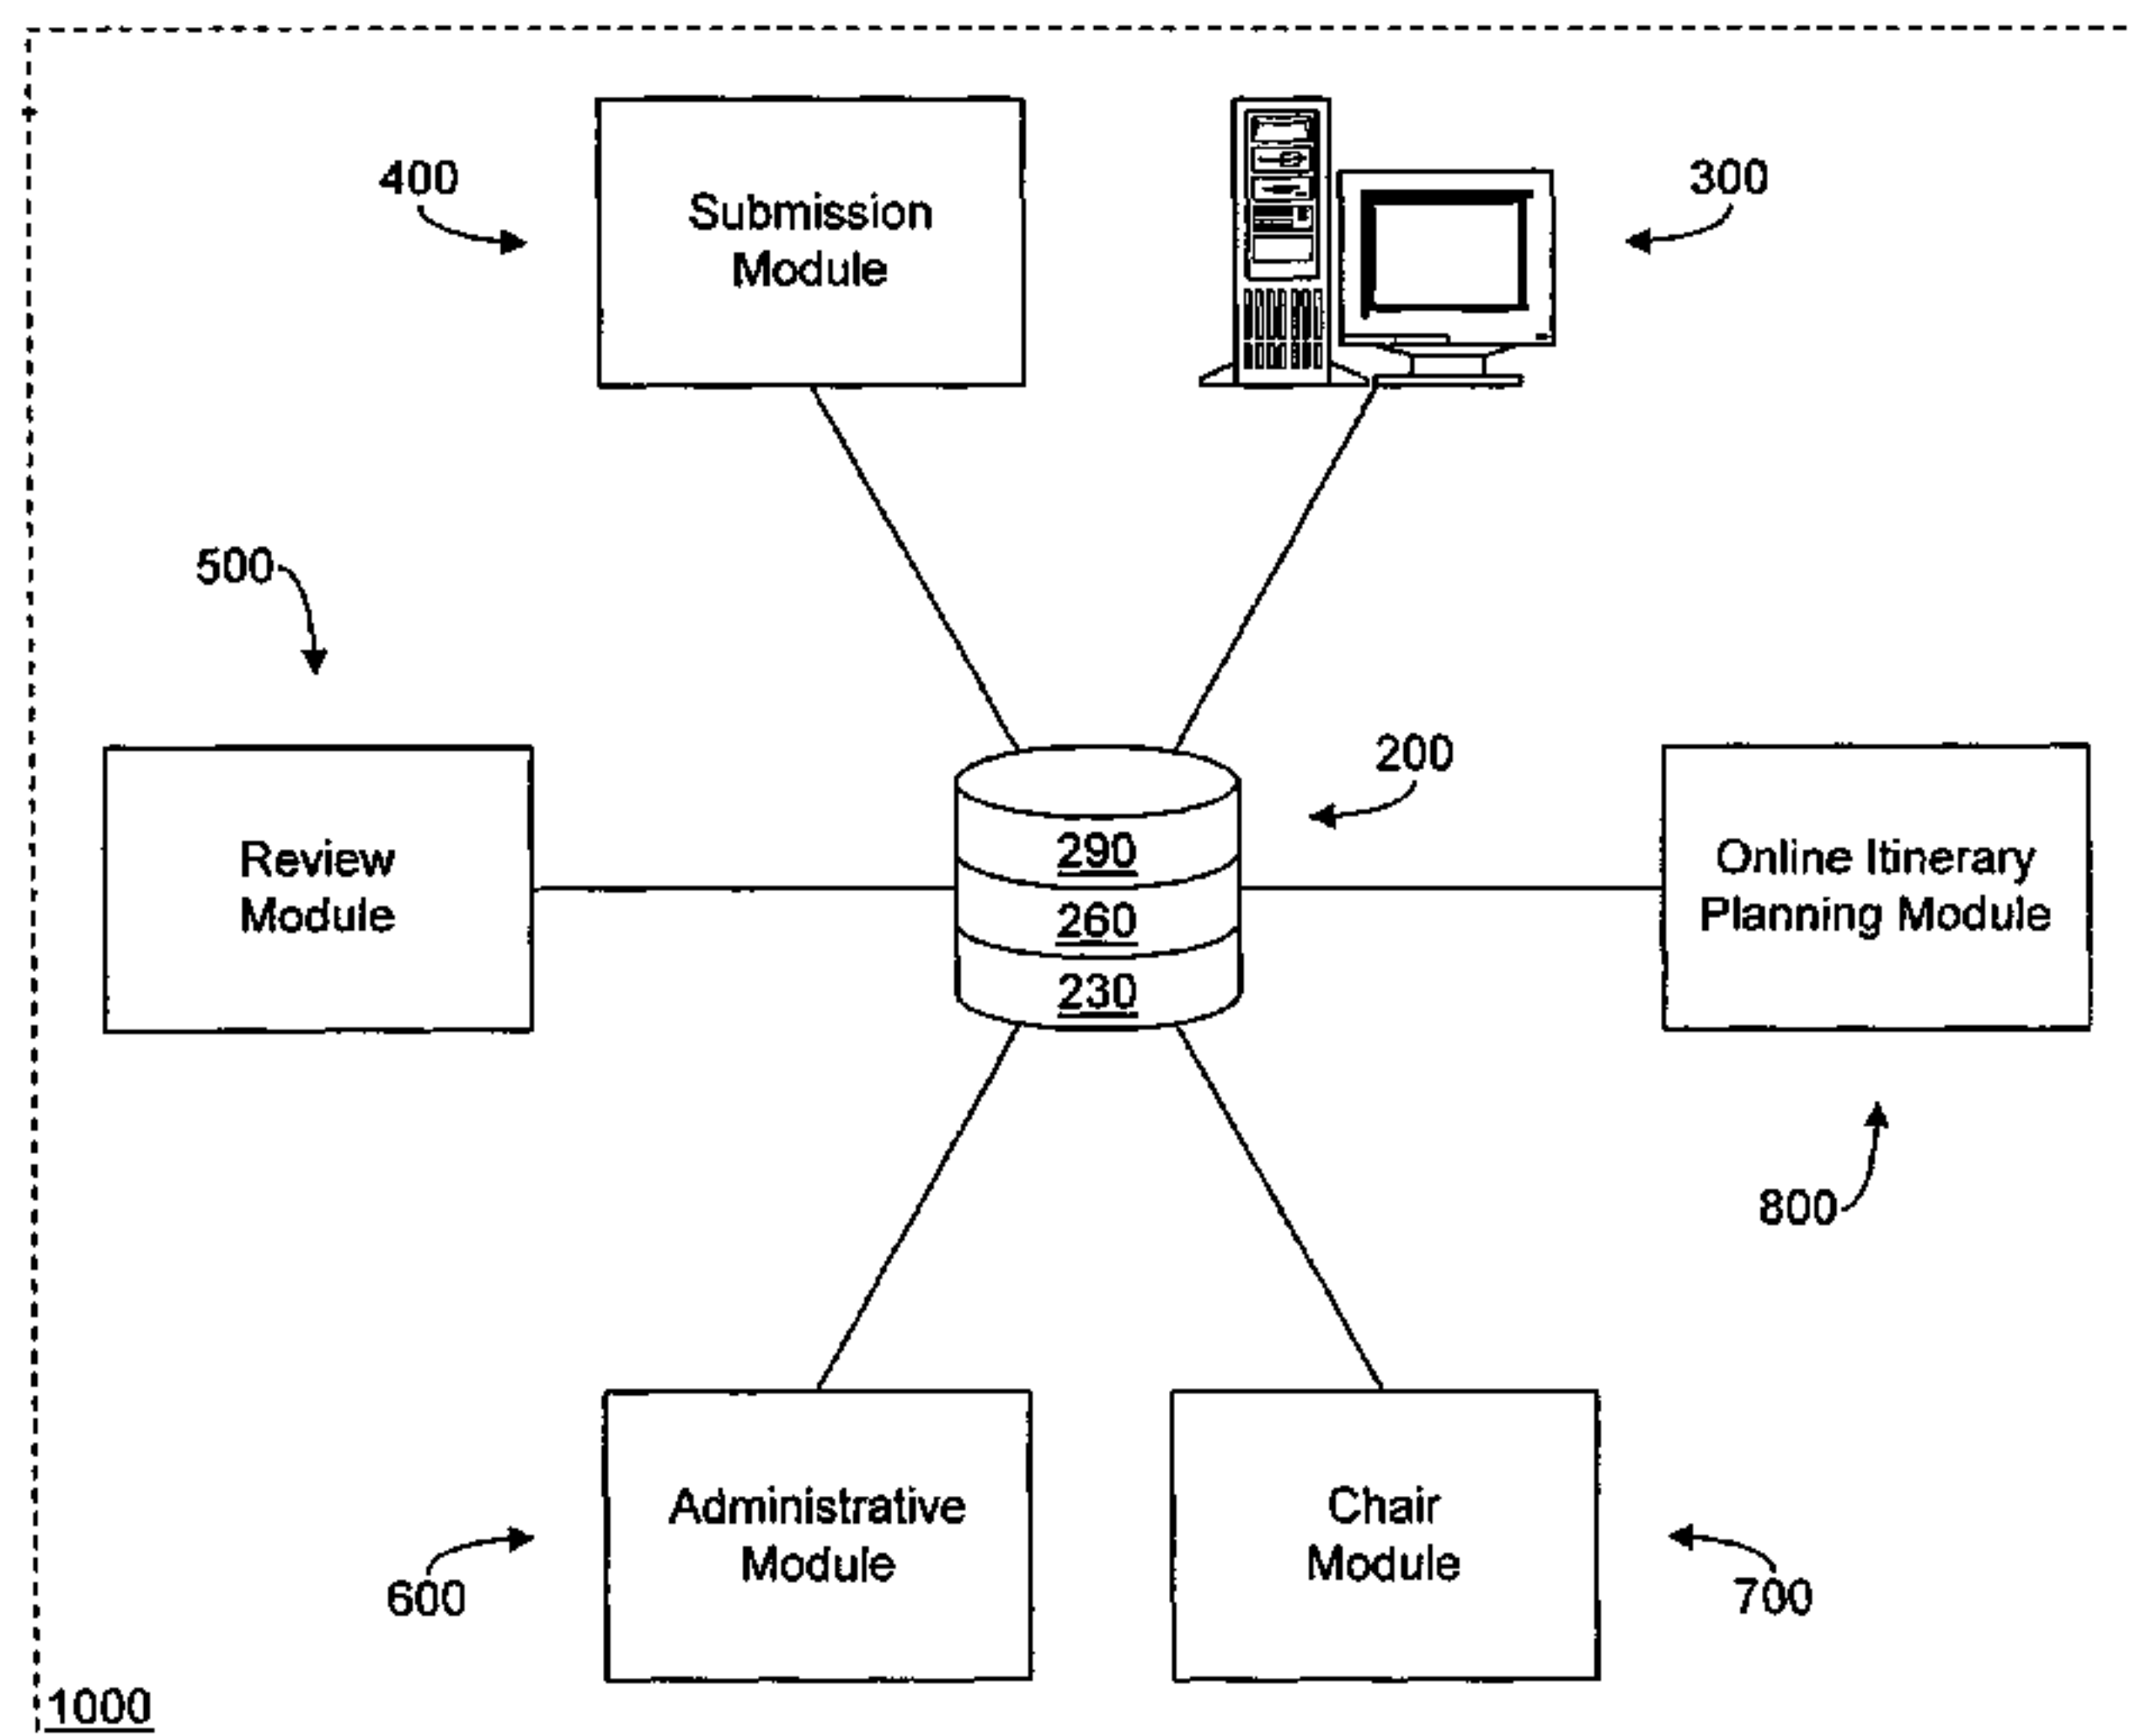 400
Submission
Module
300
500
200
Review
Module
290
260
230
Online Itinerary
Planning Module
800
Administrative
Module
Chair
Module
600
700
1000